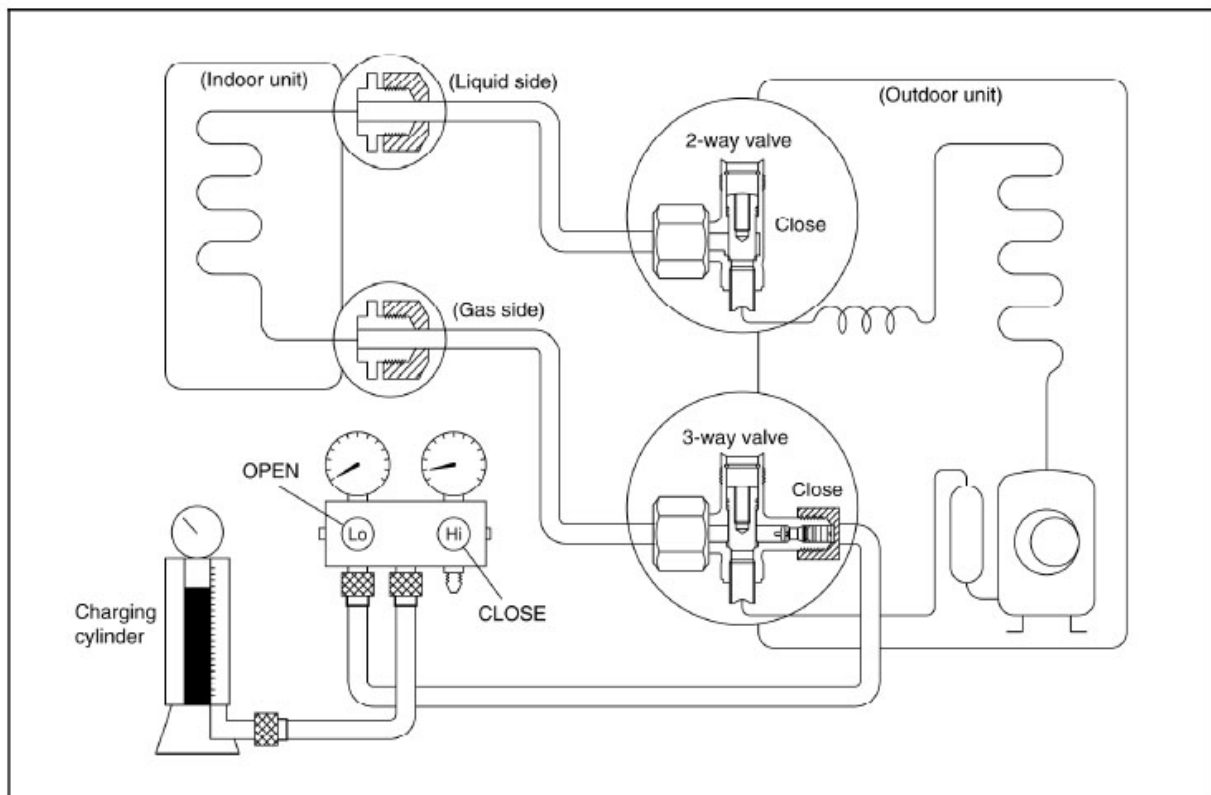 (Indoor unit)
(Liquid side)
(Outdoor unit)
2-way valve
Close
(Gas side)
3-way valve
Close
OPEN
Lo
Hi
CLOSE
Charging
cylinder